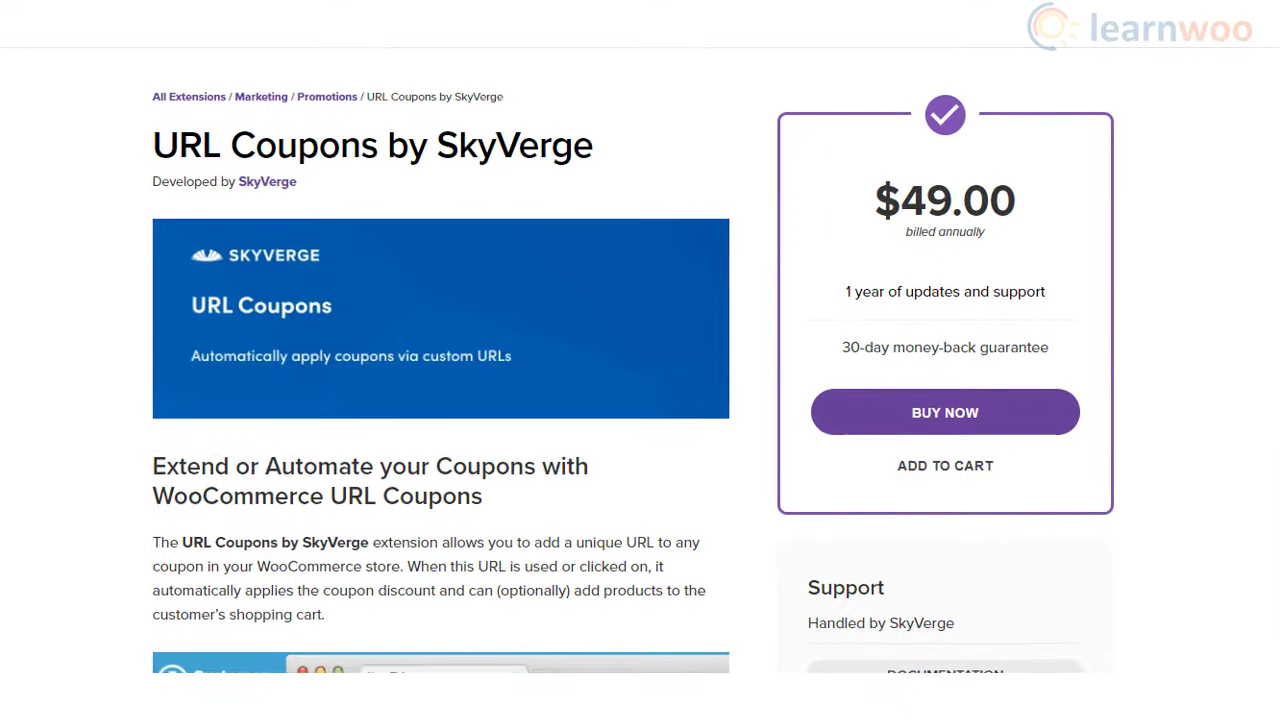 learnwoo
All Extensions / Marketing / Promotions / URL Coupons by SkyVerge
URL Coupons by SkyVerge
Developed by SkyVerge
SKYVERGE
URL Coupons
Automatically apply coupons via custom URLs
Extend or Automate your Coupons with
WooCommerce URL Coupons
The URL Coupons by SkyVerge extension allows you to add a unique URL to any
coupon in your WooCommerce store. When this URL is used or clicked on, it
automatically applies the coupon discount and can (optionally) add products to the
customer's shopping cart.
$49.00
billed annually
1 year of updates and support
30-day money-back guarantee
BUY NOW
ADD TO CART
Support
Handled by SkyVerge
DOCUMENTATION